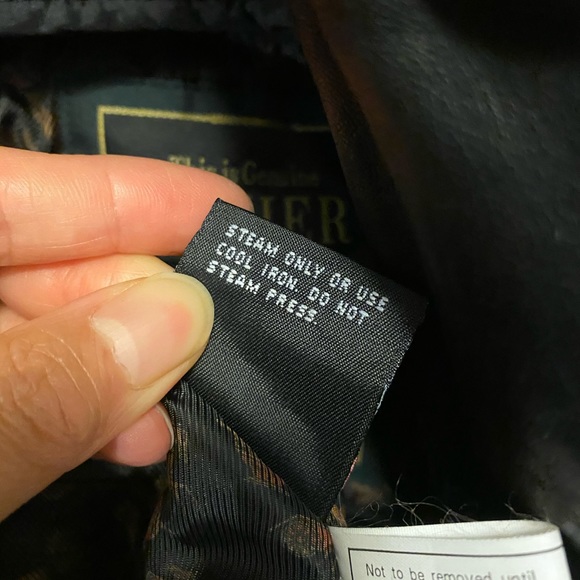 This is Genuine
STEAM ONLY OR USE
COOL IRON. DO NOT
STEAM PRESS.
Not to be removed until